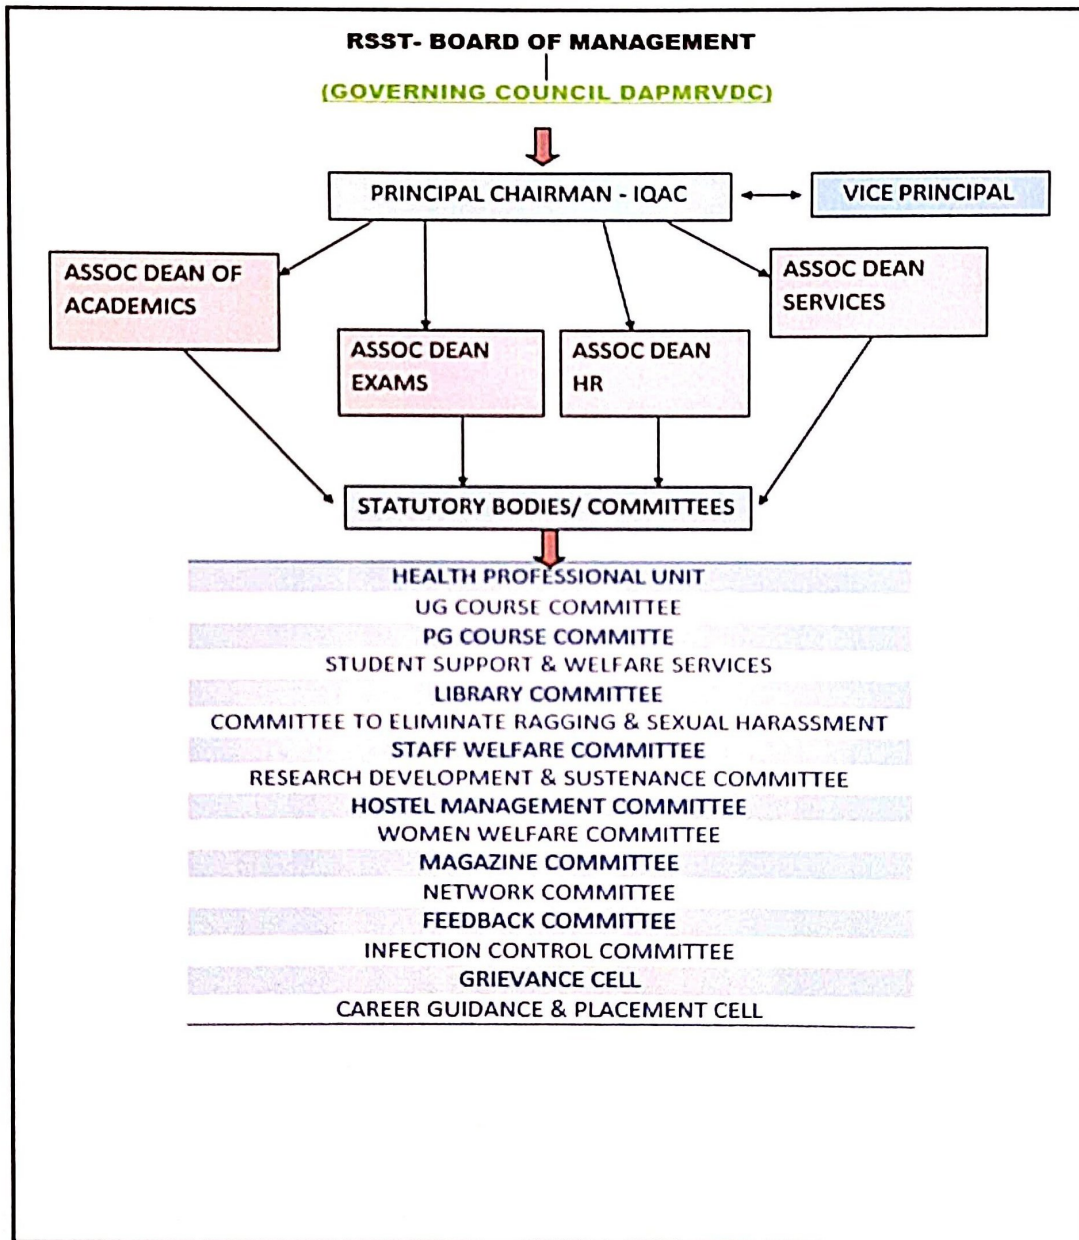 RSST- BOARD OF MANAGEMENT
(GOVERNING COUNCIL DAPMRVDC)
PRINCIPAL CHAIRMAN - IQAC
VICE PRINCIPAL
ASSOC DEAN OF
ACADEMICS
ASSOC DEAN
EXAMS
ASSOC DEAN
HR
ASSOC DEAN
SERVICES
STATUTORY BODIES/ COMMITTEES
HEALTH PROFESSIONAL UNIT
UG COURSE COMMITTEE
PG COURSE COMMITTE
STUDENT SUPPORT & WELFARE SERVICES
LIBRARY COMMITTEE
COMMITTEE TO ELIMINATE RAGGING & SEXUAL HARASSMENT
STAFF WELFARE COMMITTEE
RESEARCH DEVELOPMENT & SUSTENANCE COMMITTEE
HOSTEL MANAGEMENT COMMITTEE
WOMEN WELFARE COMMITTEE
MAGAZINE COMMITTEE
NETWORK COMMITTEE
FEEDBACK COMMITTEE
INFECTION CONTROL COMMITTEE
GRIEVANCE CELL
CAREER GUIDANCE & PLACEMENT CELL